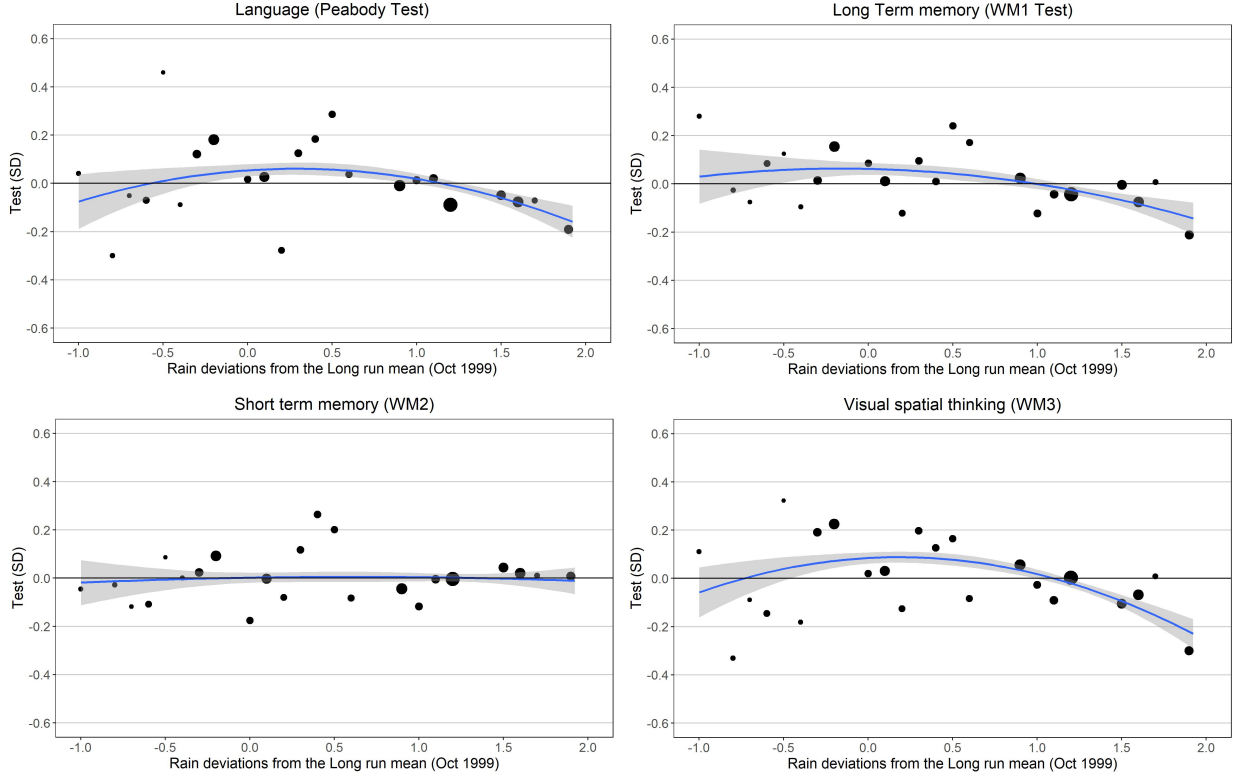 Language (Peabody Test)
0.6
0.4
0.2
0.0
-0.2
-0.4
-0.6
Test (SD)
-1.0 -0.5 0.0 0.5 1.0 1.5 2.0
Rain deviations from the Long run mean (Oct 1999)
Long Term memory (WM1 Test)
0.6
0.4
0.2
0.0
-0.2
-0.4
-0.6
Test (SD)
-1.0 -0.5 0.0 0.5 1.0 1.5 2.0
Rain deviations from the Long run mean (Oct 1999)
Short term memory (WM2)
0.6
0.4
0.2
0.0
-0.2
-0.4
-0.6
Test (SD)
-1.0 -0.5 0.0 0.5 1.0 1.5 2.0
Rain deviations from the Long run mean (Oct 1999)
Visual spatial thinking (WM3)
0.6
0.4
0.2
0.0
-0.2
-0.4
-0.6
Test (SD)
-1.0 -0.5 0.0 0.5 1.0 1.5 2.0
Rain deviations from the Long run mean (Oct 1999)